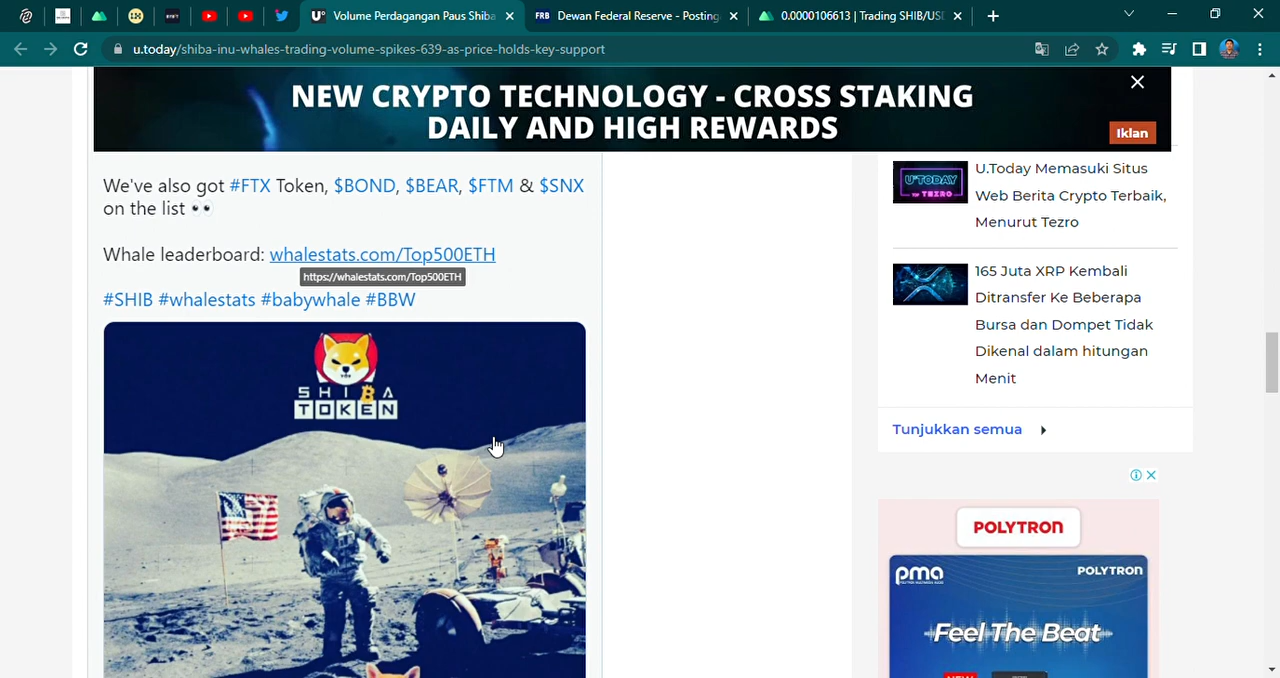 Volume Perdagangan Paus Shiba
FRB Dewan Federal Reserve - Posting
0.0000106613 | Trading SHIB/USD
u.today/shiba-inu-whales-trading-volume-spikes-639-as-price-holds-key-support
NEW CRYPTO TECHNOLOGY - CROSS STAKING
DAILY AND HIGH REWARDS
Iklan
We've also got #FTX Token, $BOND, $BEAR, $FTM & $SNX
on the list 👀
Whale leaderboard: whalestats.com/Top500ETH
https://whalestats.com/Top500ETH
#SHIB #whalestats #babywhale #BBW
SHIBA
TOKEN
U.TODAY
TEZRO
U.Today Memasuki Situs
Web Berita Crypto Terbaik,
Menurut Tezro
165 Juta XRP Kembali
Ditransfer Ke Beberapa
Bursa dan Dompet Tidak
Dikenal dalam hitungan
Menit
Tunjukkan semua
POLYTRON
pma
POLYTRON
Feel The Beat
NEW